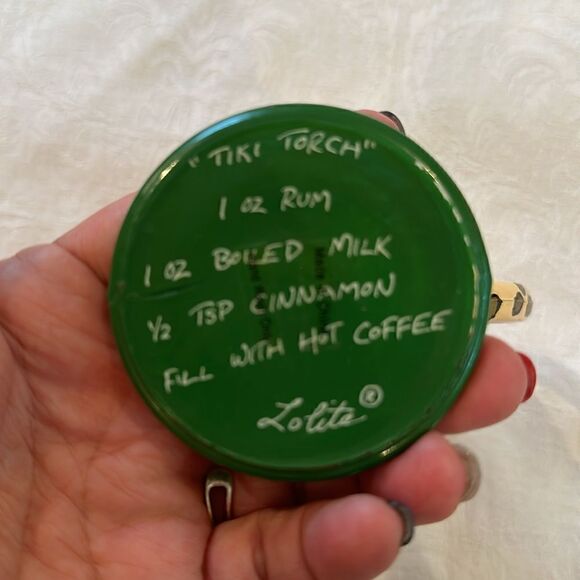 "TIKI TORCH"
1 OZ RUM
1 OZ BOILED MILK
1/2 TSP CINNAMON
FILL WITH HOT COFFEE
Lolita®